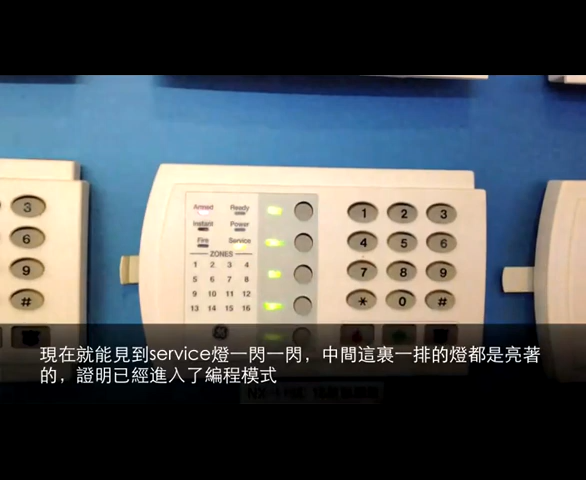 Armed Ready
Instant Power
Fire Service
ZONES
1 2 3 4
5 6 7 8
9 10 11 12
13 14 15 16
1 2 3
4 5 6
7 8 9
* 0 #
3
6
9
#
現在就能見到service燈一閃一閃，中間這裏一排的燈都是亮著
的，證明已經進入了編程模式